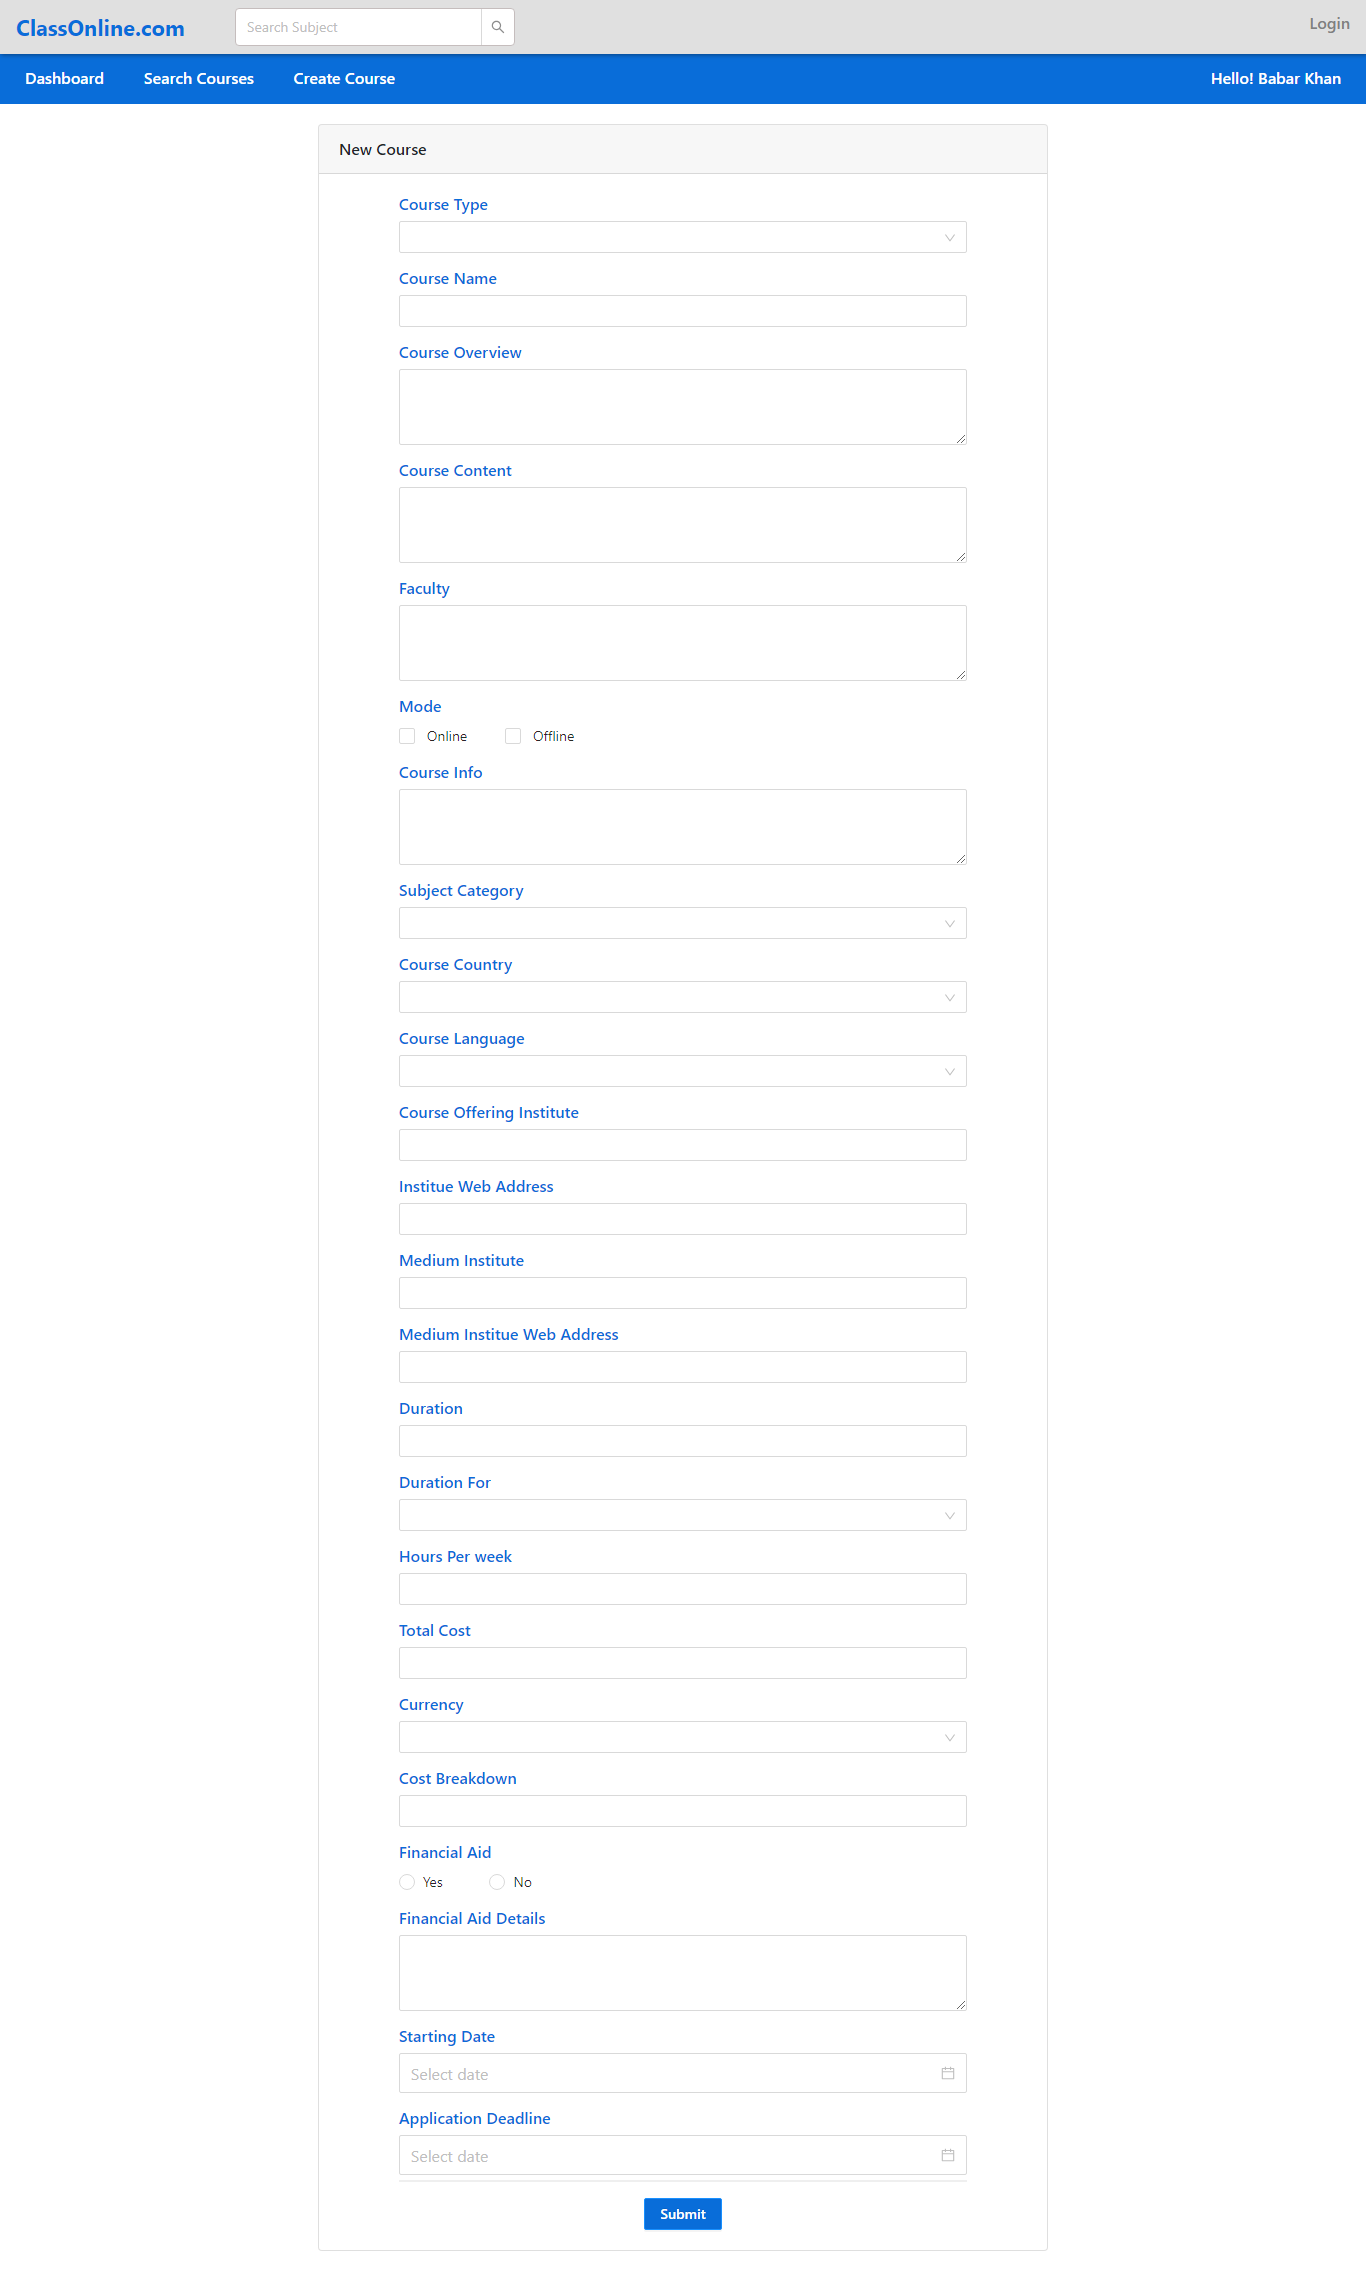 ClassOnline.com
Search Subject
Login
Dashboard Search Courses Create Course Hello! Babar Khan
New Course
Course Type
Course Name
Course Overview
Course Content
Faculty
Mode
Online Offline
Course Info
Subject Category
Course Country
Course Language
Course Offering Institute
Institue Web Address
Medium Institute
Medium Institue Web Address
Duration
Duration For
Hours Per week
Total Cost
Currency
Cost Breakdown
Financial Aid
Yes No
Financial Aid Details
Starting Date
Select date
Application Deadline
Select date
Submit